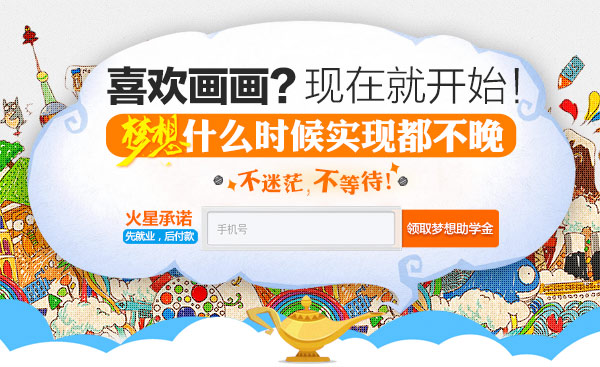 喜欢画画?现在就开始!
梦想什么时候实现都不晚
不迷茫,不等待!
火星承诺
先就业,后付款
手机号
领取梦想助学金